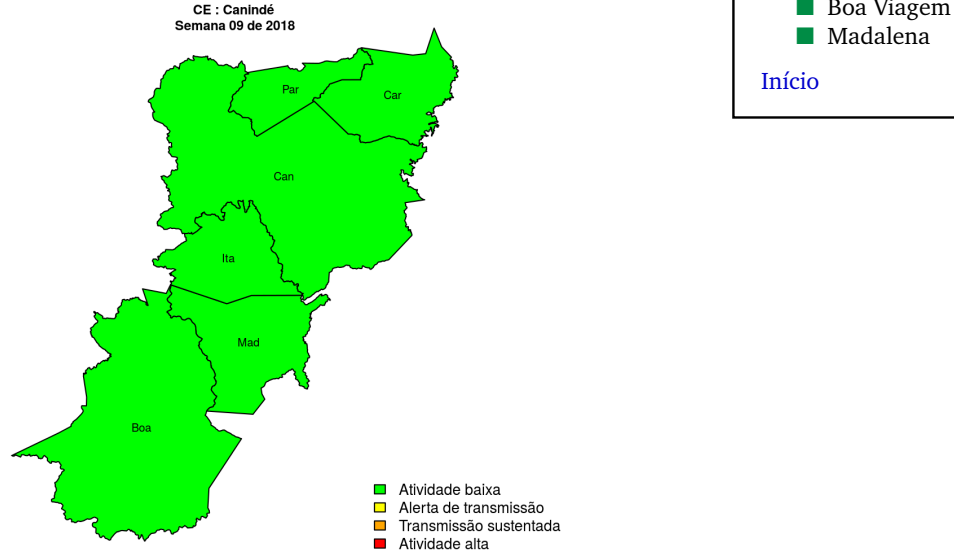 CE : Canindé
Semana 09 de 2018
Par
Car
Can
Ita
Mad
Boa
Atividade baixa
Alerta de transmissão
Transmissão sustentada
Atividade alta
Boa Viagem
Madalena
Início